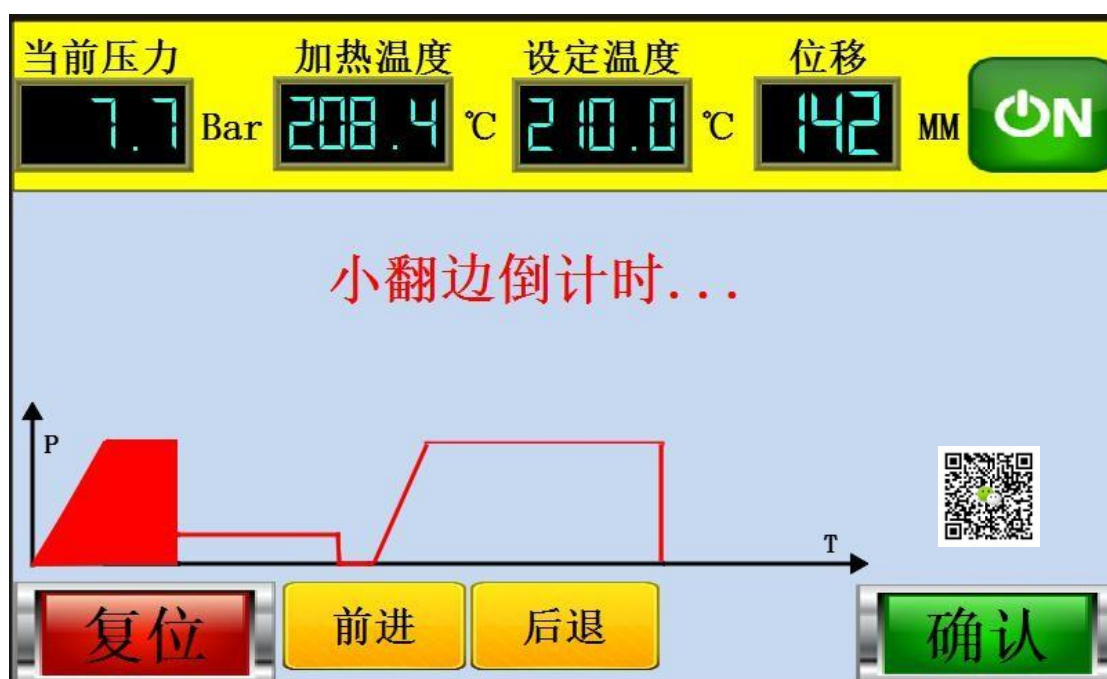 当前压力 加热温度 设定温度 位移
7.7 Bar 208.4 ℃ 210.0 ℃ 142 MM ON
小翻边倒计时...
P
T
复位 前进 后退 确认